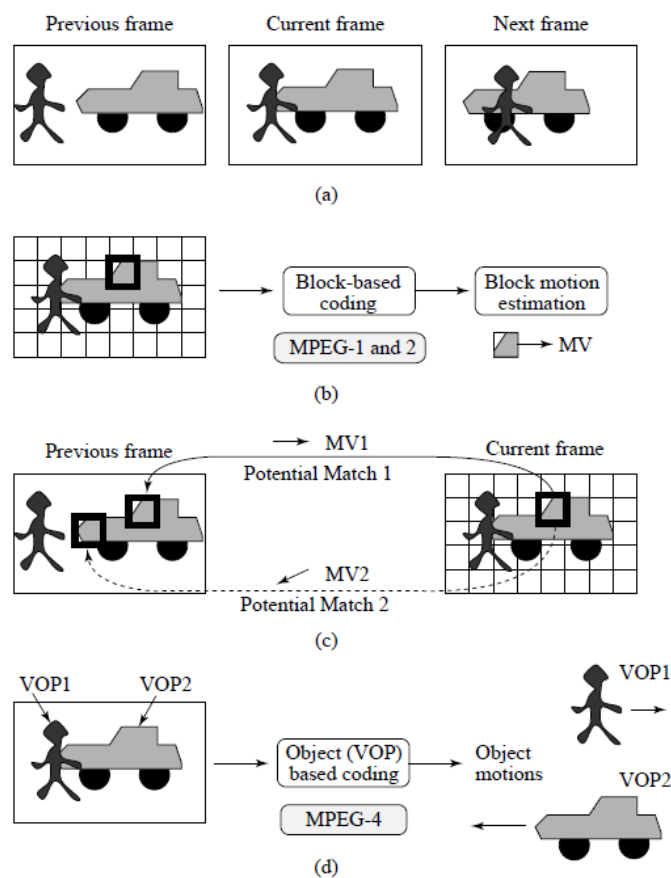 Previous frame
Current frame
Next frame
(a)
Block-based
coding
Block motion
estimation
MPEG-1 and 2
MV
(b)
Previous frame
MV1
Current frame
Potential Match 1
MV2
Potential Match 2
(c)
VOP1
VOP2
VOP1
Object (VOP)
based coding
Object
motions
VOP2
MPEG-4
(d)